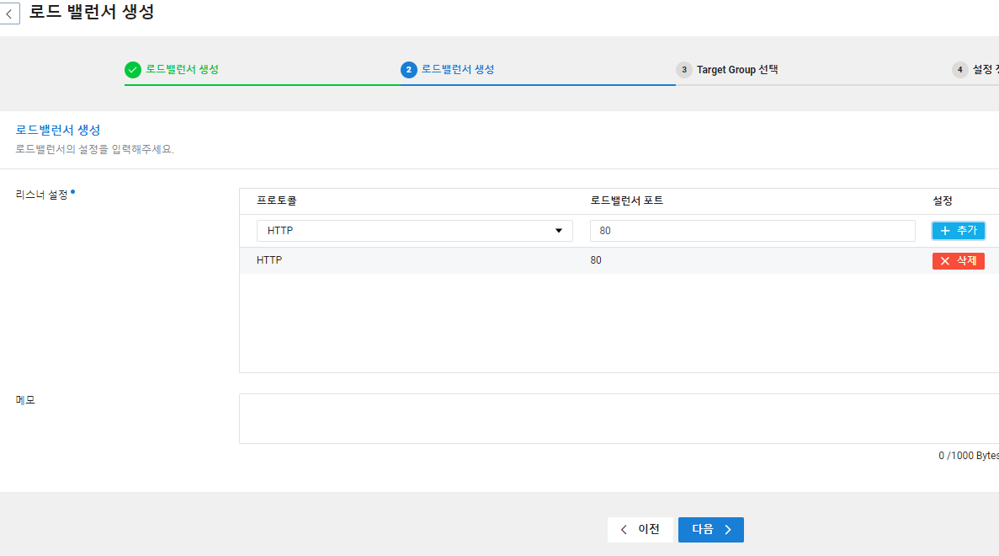 로드 밸런서 생성
로드밸런서 생성
2 로드밸런서 생성
3 Target Group 선택
4 설정
로드밸런서 생성
로드밸런서의 설정을 입력해주세요.
리스너 설정
프로토콜 로드밸런서 포트 설정
HTTP 80 추가
HTTP 80 삭제
메모
0 /1000 Bytes
이전 다음